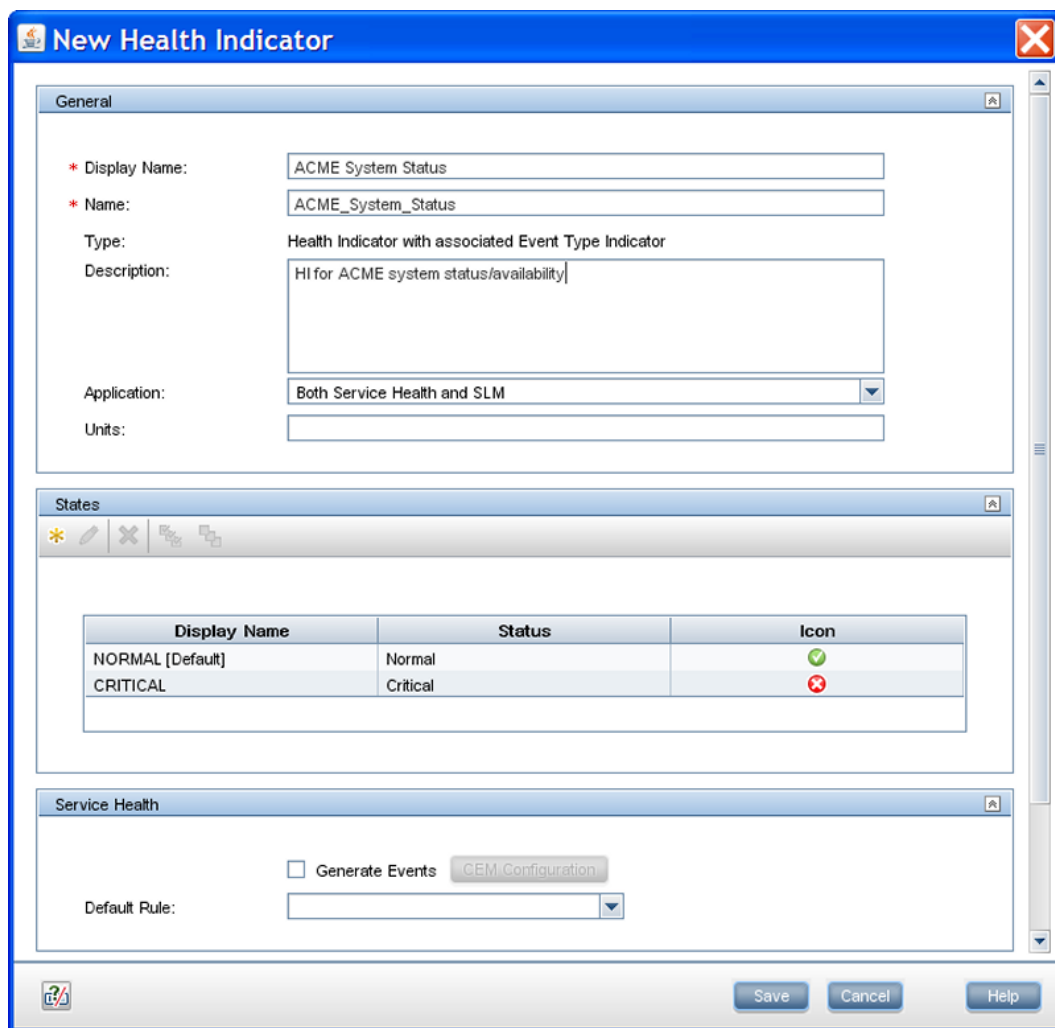 New Health Indicator
General
* Display Name: ACME System Status
* Name: ACME_System_Status
Type: Health Indicator with associated Event Type Indicator
Description: HI for ACME system status/availability
Application: Both Service Health and SLM
Units:
States
Display Name Status Icon
NORMAL [Default] Normal
CRITICAL Critical
Service Health
Generate Events CEM Configuration
Default Rule:
Save Cancel Help